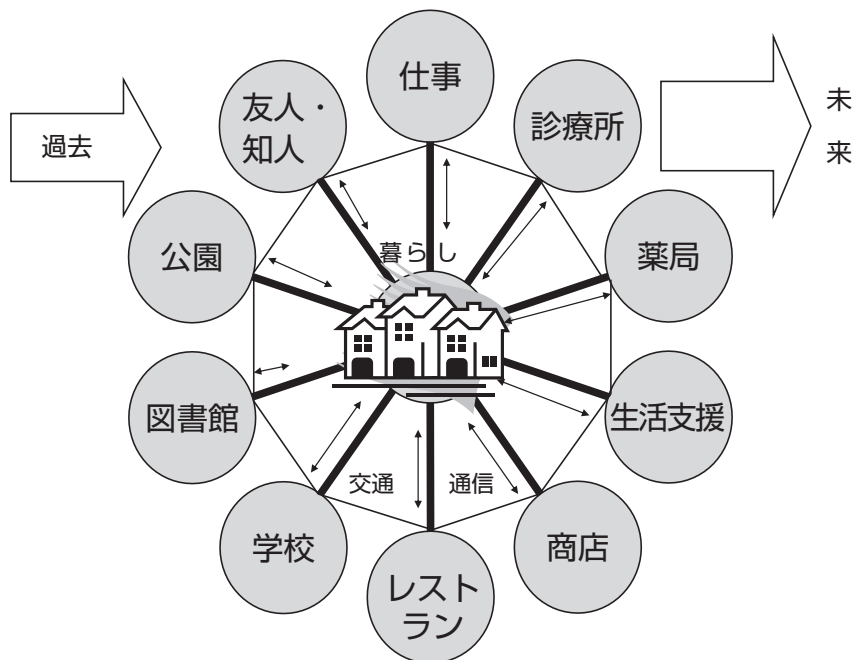 仕事
友人・
知人
診療所
未
来
過去
公園
暮らし
薬局
図書館
生活支援
交通
通信
学校
商店
レスト
ラン